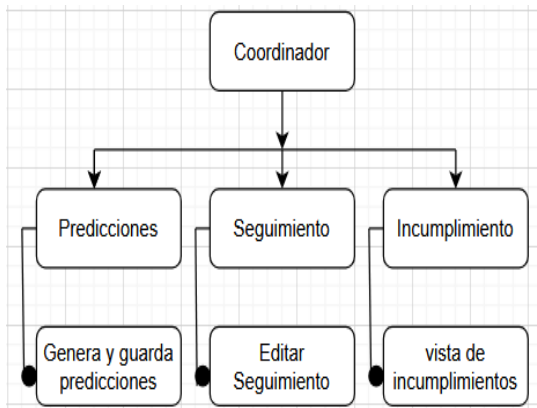 Coordinador
Predicciones
Seguimiento
Incumplimiento
Genera y guarda
predicciones
Editar
Seguimiento
vista de
incumplimientos